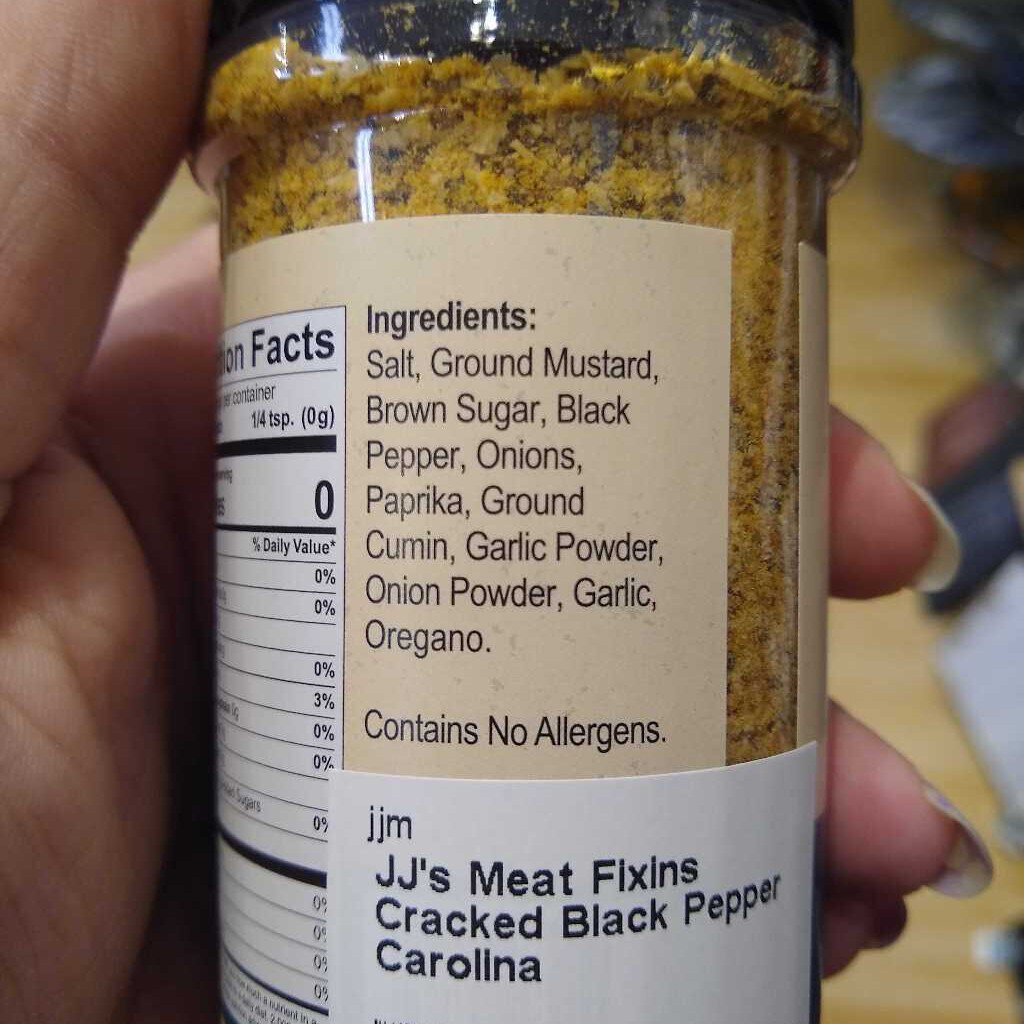 Facts
container
1/4 tsp. (0g)
0
% Daily Value*
0%
0%
0%
3%
0%
0%
Sugars
0%
Ingredients:
Salt, Ground Mustard,
Brown Sugar, Black
Pepper, Onions,
Paprika, Ground
Cumin, Garlic Powder,
Onion Powder, Garlic,
Oregano.
Contains No Allergens.
jjm
JJ's Meat Fixins
Cracked Black Pepper
Carolina